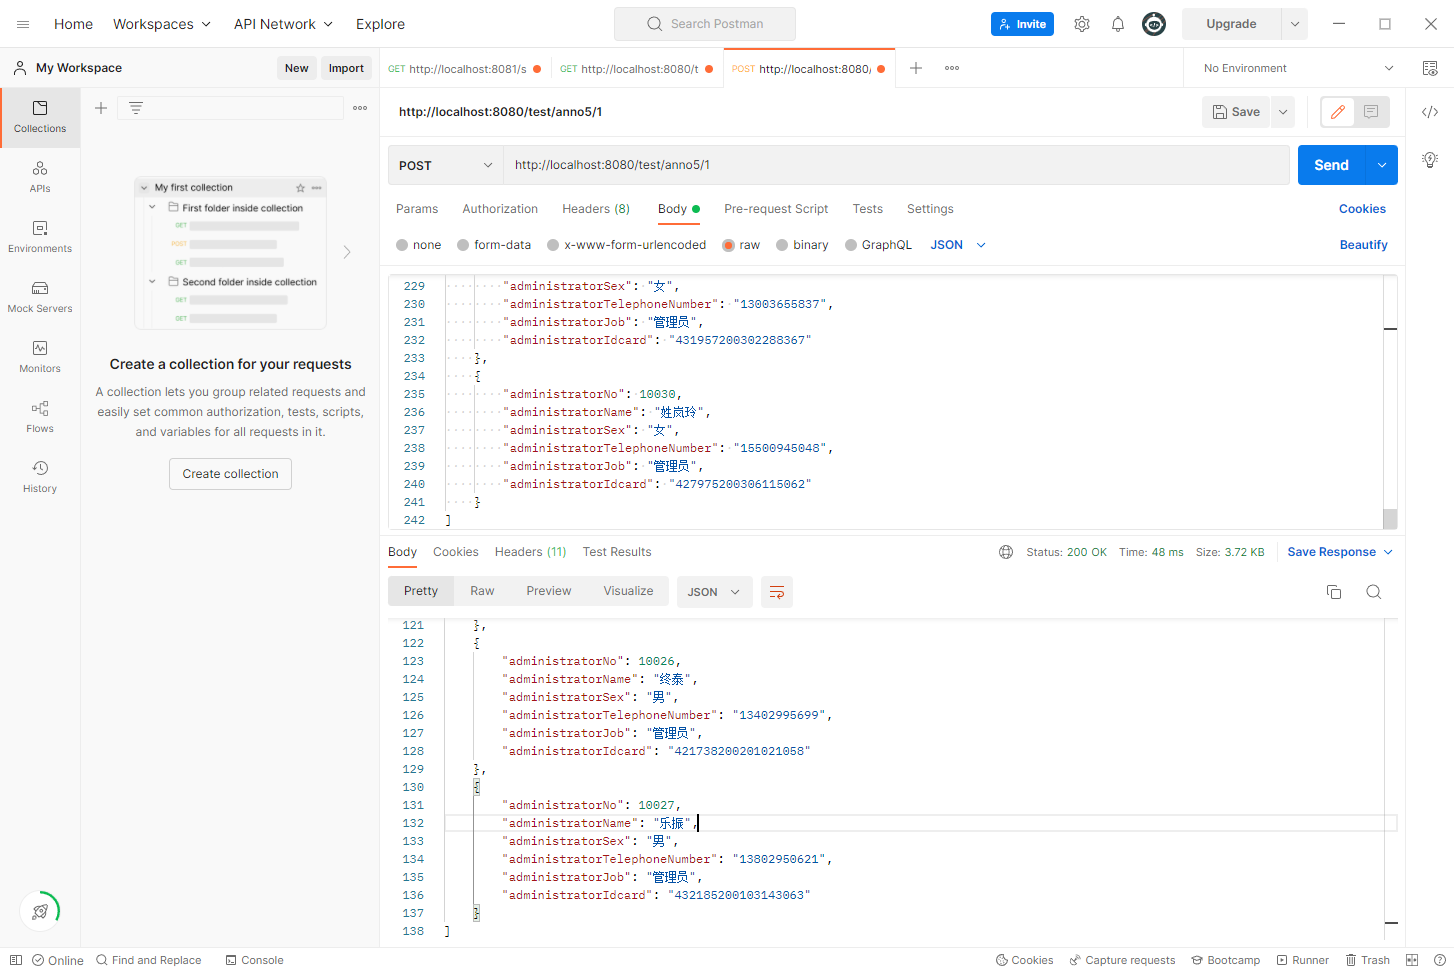 Home Workspaces API Network Explore Search Postman Invite Upgrade
My Workspace New Import GET http://localhost:8081/s GET http://localhost:8080/t POST http://localhost:8080/ No Environment
Collections
APIs
Environments
Mock Servers
Monitors
Flows
History
My first collection
First folder inside collection
GET
POST
GET
Second folder inside collection
GET
GET
Create a collection for your requests
A collection lets you group related requests and
easily set common authorization, tests, scripts,
and variables for all requests in it.
Create collection
http://localhost:8080/test/anno5/1 Save
POST http://localhost:8080/test/anno5/1 Send
Params Authorization Headers (8) Body Pre-request Script Tests Settings Cookies
none form-data x-www-form-urlencoded raw binary GraphQL JSON Beautify
229 "administratorSex": "女",
230 "administratorTelephoneNumber": "13003655837",
231 "administratorJob": "管理员",
232 "administratorIdcard": "431957200302288367"
233 },
234 {
235 "administratorNo": 10030,
236 "administratorName": "姓岚玲",
237 "administratorSex": "女",
238 "administratorTelephoneNumber": "15500945048",
239 "administratorJob": "管理员",
240 "administratorIdcard": "427975200306115062"
241 }
242 ]
Body Cookies Headers (11) Test Results Status: 200 OK Time: 48 ms Size: 3.72 KB Save Response
Pretty Raw Preview Visualize JSON
121 },
122 {
123 "administratorNo": 10026,
124 "administratorName": "终泰",
125 "administratorSex": "男",
126 "administratorTelephoneNumber": "13402995699",
127 "administratorJob": "管理员",
128 "administratorIdcard": "421738200201021058"
129 },
130 {
131 "administratorNo": 10027,
132 "administratorName": "乐振",
133 "administratorSex": "男",
134 "administratorTelephoneNumber": "13802950621",
135 "administratorJob": "管理员",
136 "administratorIdcard": "432185200103143063"
137 }
138 ]
Online Find and Replace Console Cookies Capture requests Bootcamp Runner Trash